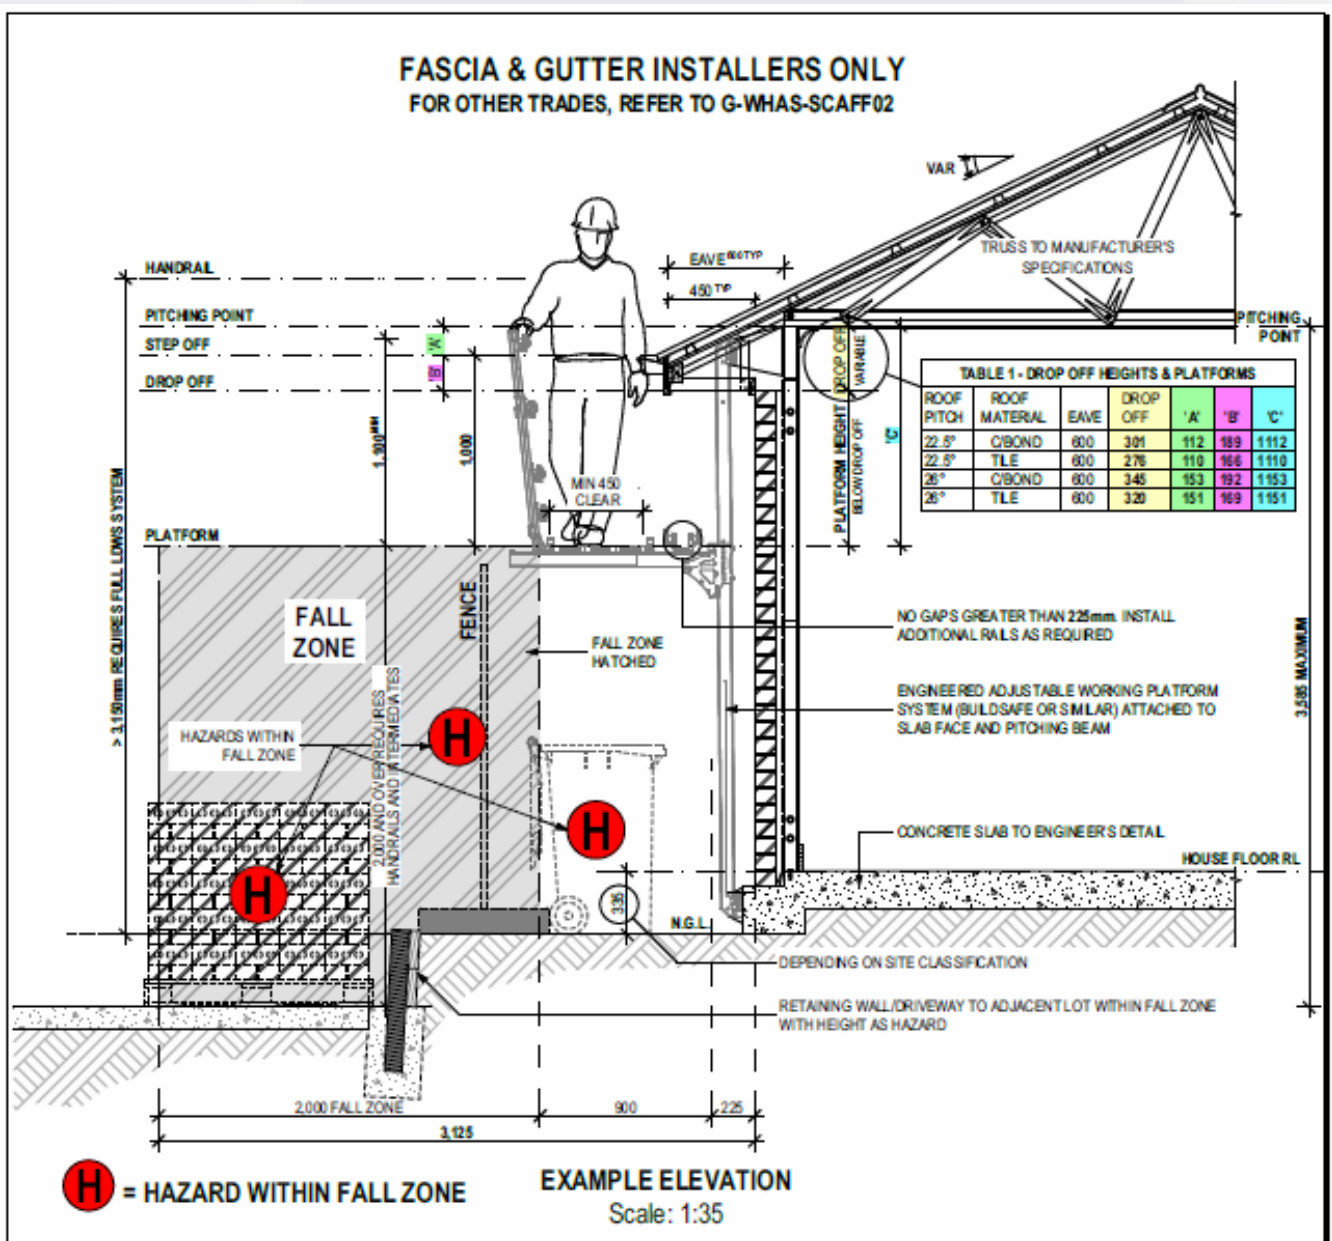 FASCIA & GUTTER INSTALLERS ONLY
FOR OTHER TRADES, REFER TO G-WHAS-SCAFF02
VAR
TRUSS TO MANUFACTURER'S
SPECIFICATIONS
HANDRAIL
EAVE 600 TYP
450 TYP
PITCHING POINT
PITCHING
POINT
STEP OFF
'A'
DROP OFF
'B'
DROP OFF
VARIABLE
PLATFORM HEIGHT
BELOW DROP OFF
'C'
TABLE 1 - DROP OFF HEIGHTS & PLATFORMS
ROOF PITCH ROOF MATERIAL EAVE DROP OFF 'A' 'B' 'C'
22.5° C/BOND 600 301 112 189 1112
22.5° TILE 600 276 110 166 1110
26° C/BOND 600 345 153 192 1153
26° TILE 600 320 151 169 1151
1,100 MIN
1,000
MIN 450
CLEAR
PLATFORM
> 3,150mm REQUIRES FULL LOWS SYSTEM
FALL
ZONE
FENCE
FALL ZONE
HATCHED
NO GAPS GREATER THAN 225mm. INSTALL
ADDITIONAL RAILS AS REQUIRED
ENGINEERED ADJUSTABLE WORKING PLATFORM
SYSTEM (BUILDSAFE OR SIMILAR) ATTACHED TO
SLAB FACE AND PITCHING BEAM
3,585 MAXIMUM
2,000 AND OVER REQUIRES
HANDRAILS AND INTERMEDIATES
HAZARDS WITHIN
FALL ZONE
H
H
H
CONCRETE SLAB TO ENGINEER'S DETAIL
HOUSE FLOOR RL
335
N.G.L
DEPENDING ON SITE CLASSIFICATION
RETAINING WALL/DRIVEWAY TO ADJACENT LOT WITHIN FALL ZONE
WITH HEIGHT AS HAZARD
2,000 FALL ZONE
900
225
3,125
H = HAZARD WITHIN FALL ZONE
EXAMPLE ELEVATION
Scale: 1:35